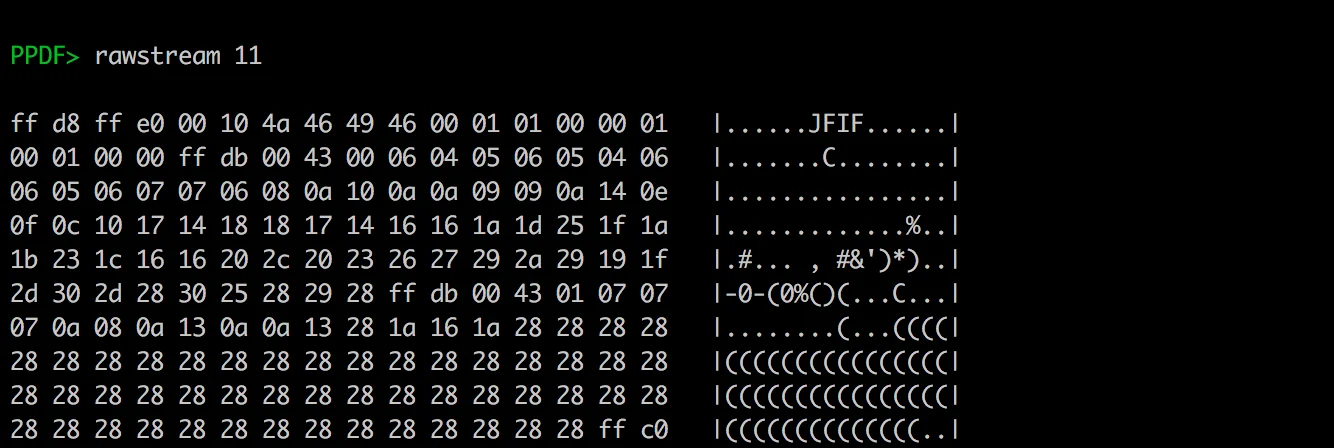 PPDF> rawstream 11
ff d8 ff e0 00 10 4a 46 49 46 00 01 01 00 00 01 |......JFIF......|
00 01 00 00 ff db 00 43 00 06 04 05 06 05 04 06 |.......C........|
06 05 06 07 07 06 08 0a 10 0a 0a 09 09 0a 14 0e |................|
0f 0c 10 17 14 18 18 17 14 16 16 1a 1d 25 1f 1a |.............%..|
1b 23 1c 16 16 20 2c 20 23 26 27 29 2a 29 19 1f |.#... , #&')*)..|
2d 30 2d 28 30 25 28 29 28 ff db 00 43 01 07 07 |-0-(0%()(...C...|
07 0a 08 0a 13 0a 0a 13 28 1a 16 1a 28 28 28 28 |........(...((((|
28 28 28 28 28 28 28 28 28 28 28 28 28 28 28 28 |((((((((((((((((|
28 28 28 28 28 28 28 28 28 28 28 28 28 28 28 28 |((((((((((((((((|
28 28 28 28 28 28 28 28 28 28 28 28 28 28 ff c0 |((((((((((((((..|